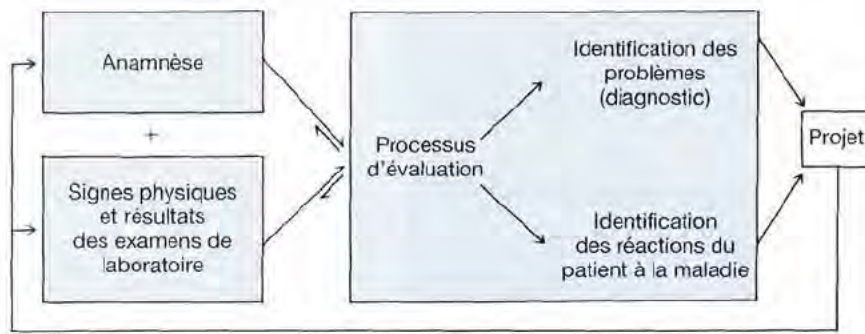 Anamnèse
+
Signes physiques
et résultats
des examens de
laboratoire
Processus
d'évaluation
Identification des
problèmes
(diagnostic)
Identification
des réactions du
patient à la maladie
Projet